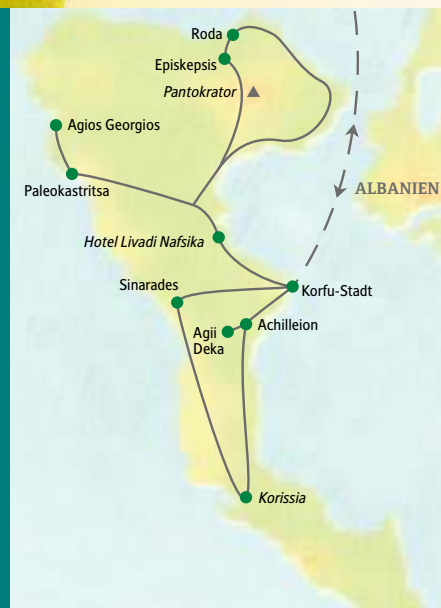 Roda
Episkepsis
Pantokrator
Agios Georgios
Paleokastritsa
ALBANIEN
Hotel Livadi Nafsika
Sinarades
Korfu-Stadt
Agii
Deka
Achilleion
Korissia